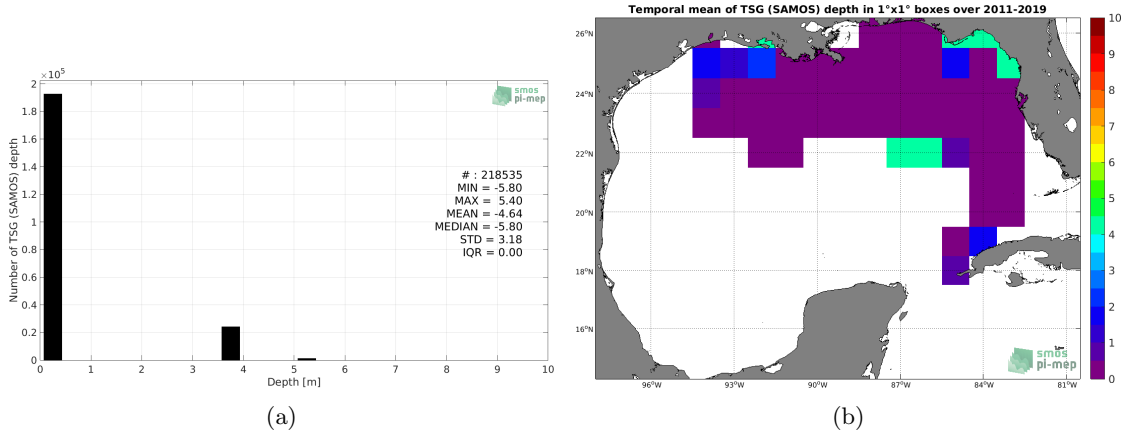 ×10⁵
2
1.8
1.6
1.4
1.2
1
0.8
0.6
0.4
0.2
0
Number of TSG (SAMOS) depth
smos
pi-mep
# : 218535
MIN = -5.80
MAX = 5.40
MEAN = -4.64
MEDIAN = -5.80
STD = 3.18
IQR = 0.00
0 1 2 3 4 5 6 7 8 9 10
Depth [m]
(a)
Temporal mean of TSG (SAMOS) depth in 1°x1° boxes over 2011-2019
26°N
24°N
22°N
20°N
18°N
16°N
96°W 93°W 90°W 87°W 84°W 81°W
smos
pi-mep
10
9
8
7
6
5
4
3
2
1
0
(b)